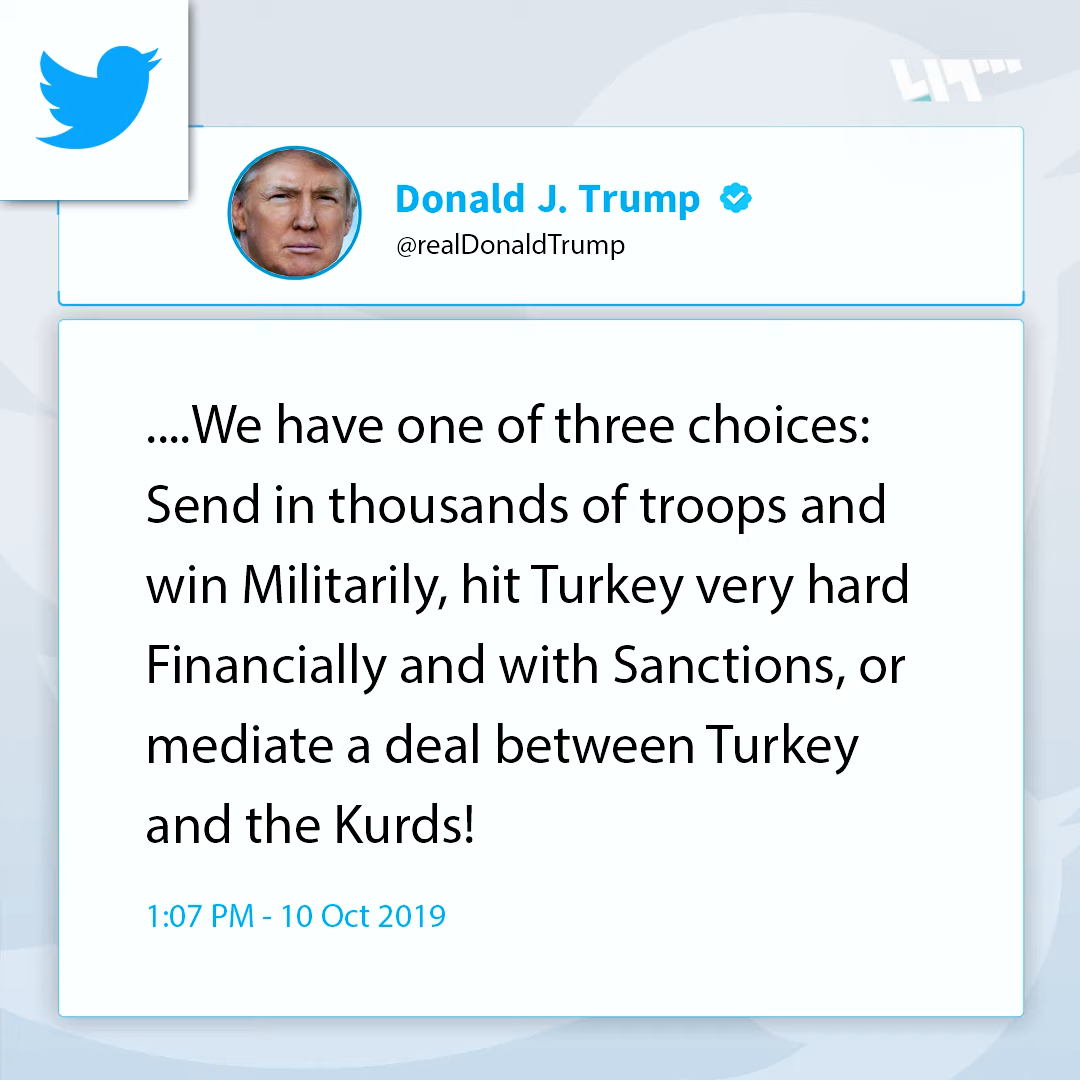 Donald J. Trump
@realDonaldTrump
....We have one of three choices:
Send in thousands of troops and
win Militarily, hit Turkey very hard
Financially and with Sanctions, or
mediate a deal between Turkey
and the Kurds!
1:07 PM - 10 Oct 2019